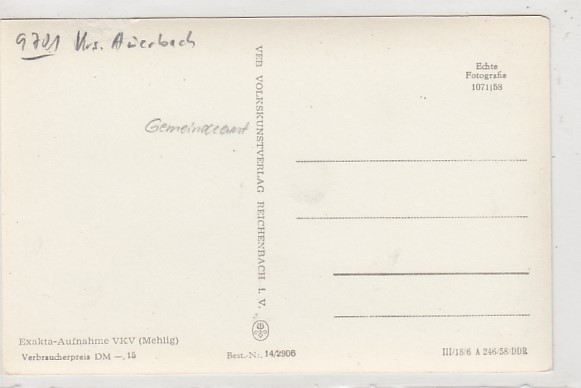 9701 Krs. Auerbach
Echte
Fotografie
1071|58
Gemeindeamt
VEB VOLKSKUNSTVERLAG REICHENBACH I. V.
Exakta-Aufnahme VKV (Mehlig)
Verbraucherpreis DM —,15
Best.-Nr. 14/2906
III/18/6 A 246/58/DDR